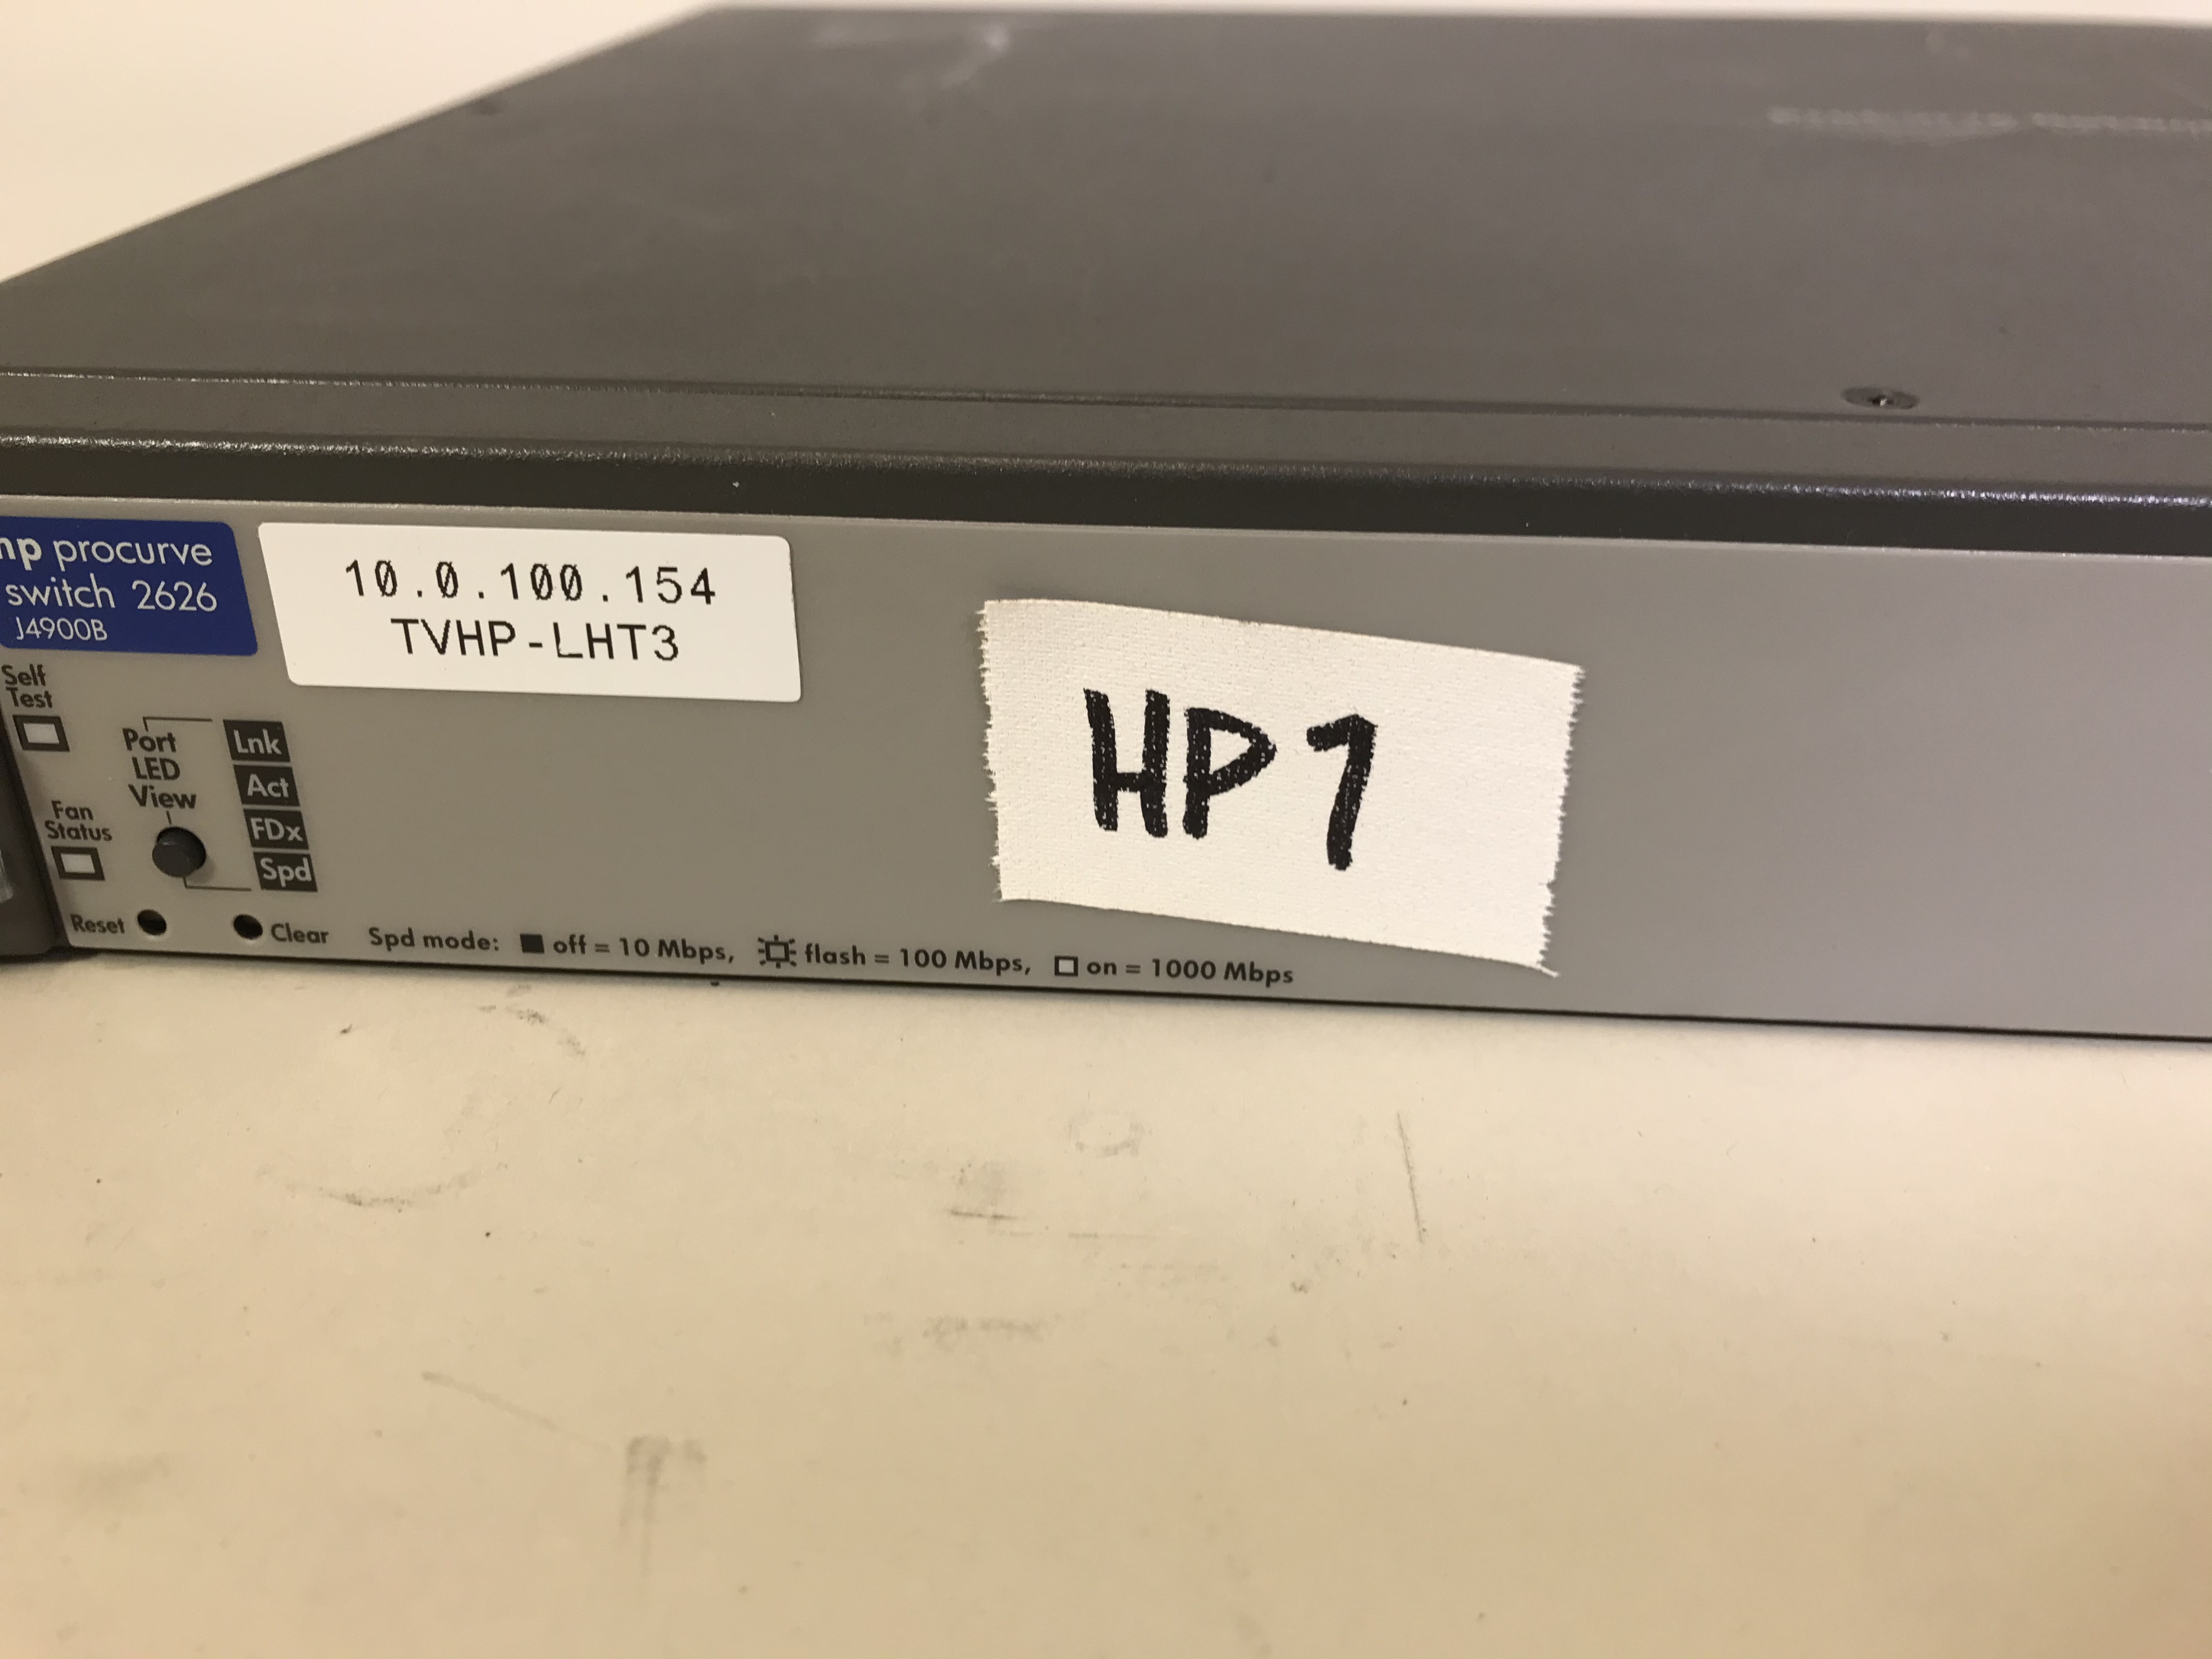 hp procurve
switch 2626
J4900B
10.0.100.154
TVHP-LHT3
HP1
Self
Test
Port
LED
View
Lnk
Act
FDx
Spd
Fan
Status
Reset
Clear
Spd mode: off = 10 Mbps, flash = 100 Mbps, on = 1000 Mbps